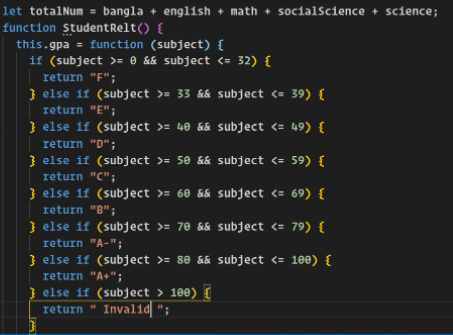 let totalNum = bangla + english + math + socialScience + science;
function StudentRelt() {
  this.gpa = function (subject) {
    if (subject >= 0 && subject <= 32) {
      return "F";
    } else if (subject >= 33 && subject <= 39) {
      return "E";
    } else if (subject >= 40 && subject <= 49) {
      return "D";
    } else if (subject >= 50 && subject <= 59) {
      return "C";
    } else if (subject >= 60 && subject <= 69) {
      return "B";
    } else if (subject >= 70 && subject <= 79) {
      return "A-";
    } else if (subject >= 80 && subject <= 100) {
      return "A+";
    } else if (subject > 100) {
      return " Invalid ";
    }